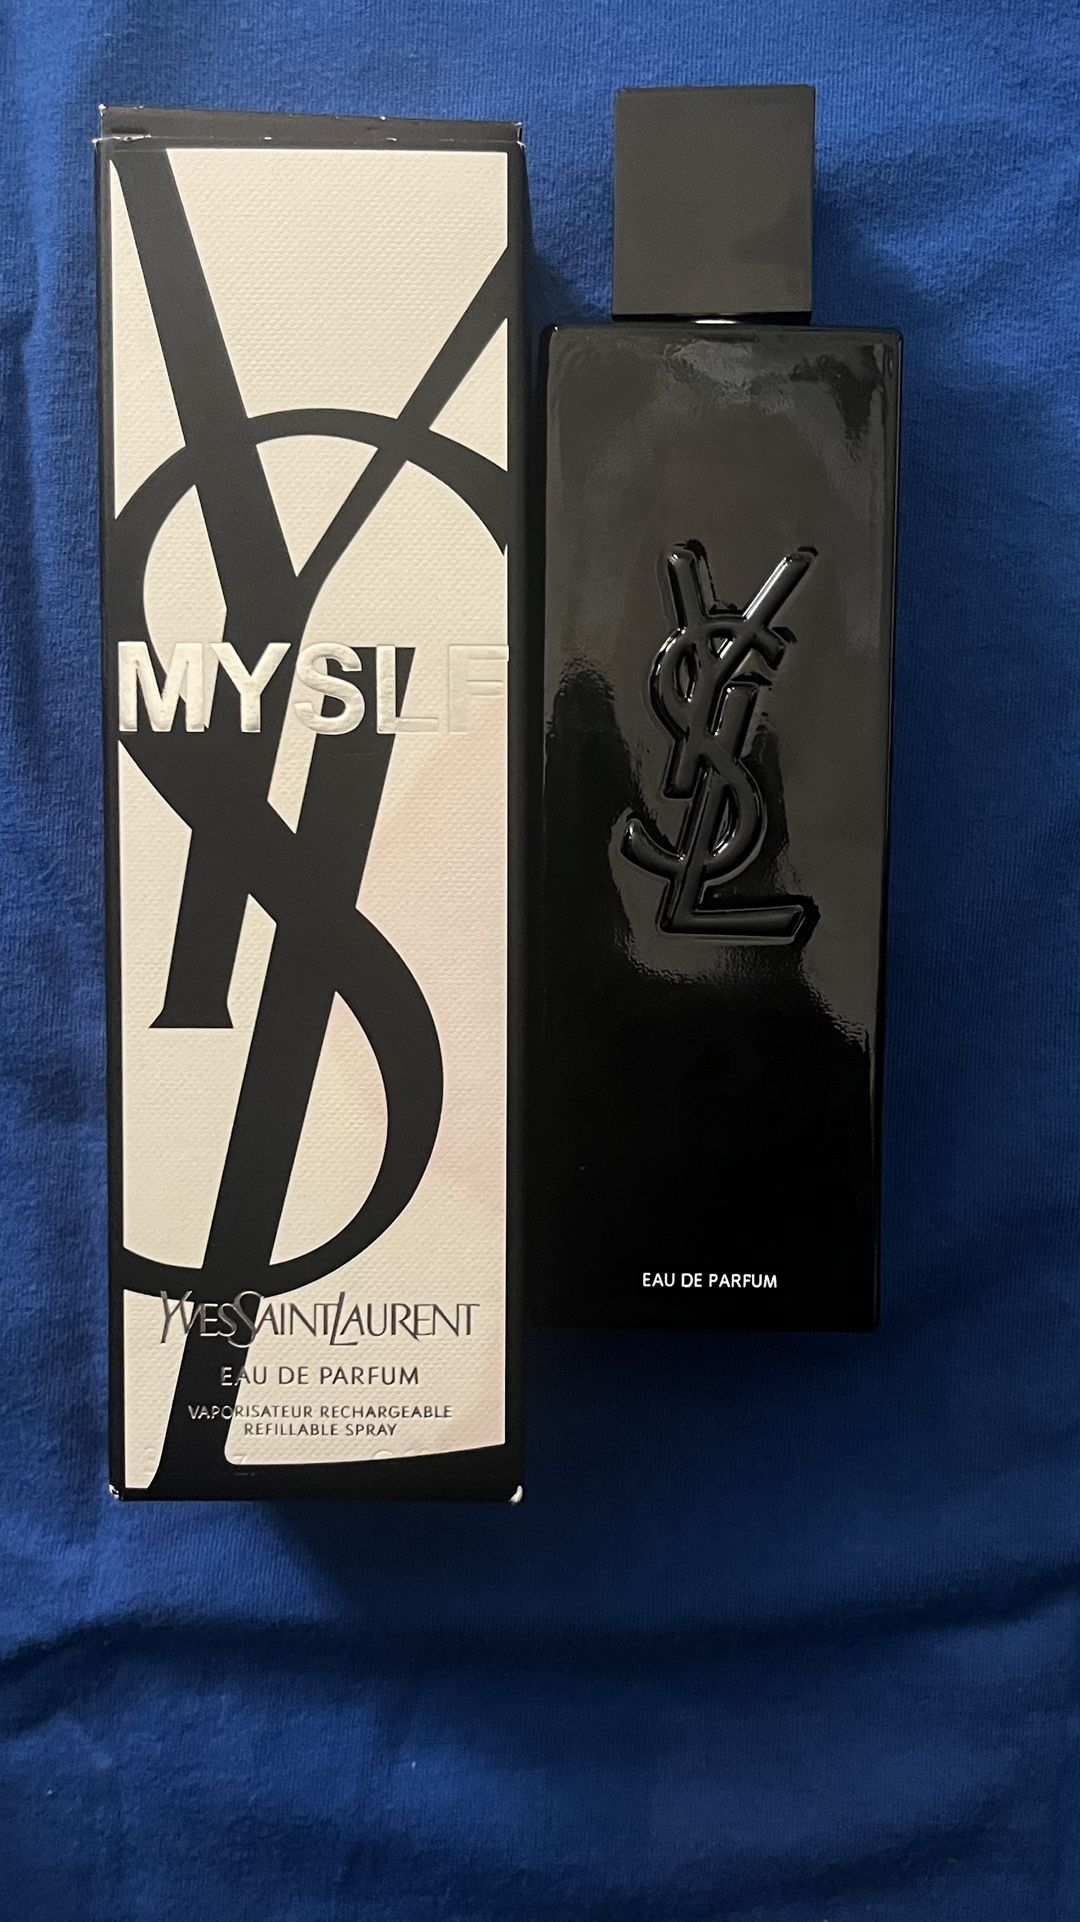 MYSLF
YVESSAINTLAURENT
EAU DE PARFUM
VAPORISATEUR RECHARGEABLE
REFILLABLE SPRAY
YSL
EAU DE PARFUM